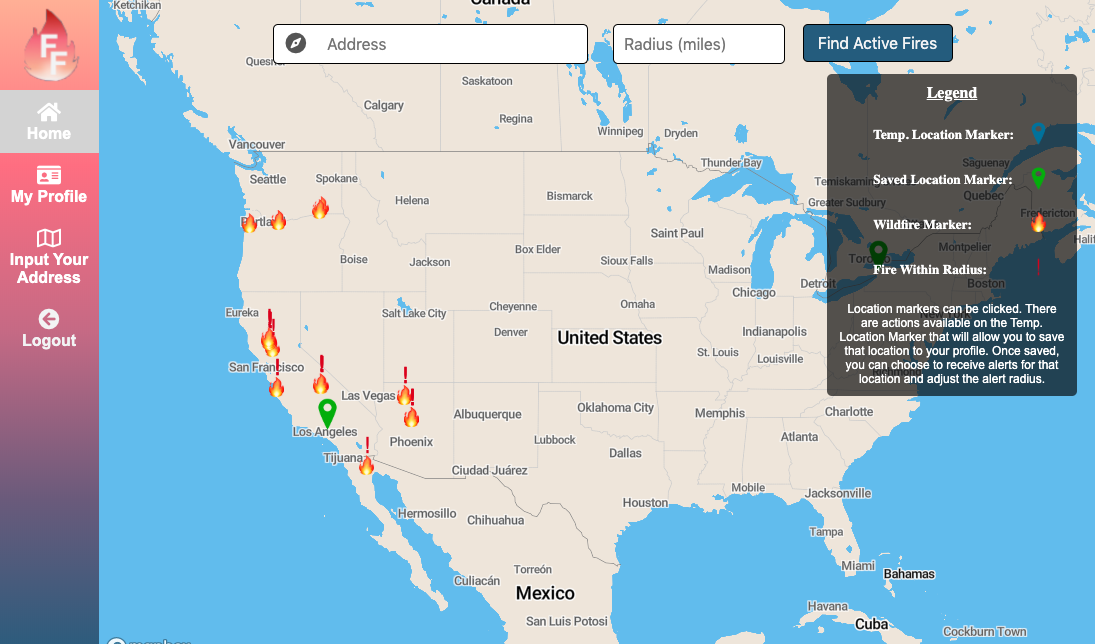 Canada
Ketchikan
FF
Address
Radius (miles)
Find Active Fires
Saskatoon
Calgary
Regina
Winnipeg
Dryden
Vancouver
Thunder Bay
Seattle
Spokane
Helena
Bismarck
Saint Paul
Boise
Jackson
Box Elder
Sioux Falls
Madison
Detroit
Chicago
Eureka
Salt Lake City
Cheyenne
Omaha
Denver
United States
Indianapolis
St. Louis
Louisville
San Francisco
Las Vegas
Albuquerque
Oklahoma City
Memphis
Charlotte
Los Angeles
Phoenix
Lubbock
Atlanta
Dallas
Tijuana
Ciudad Juárez
Mobile
Jacksonville
Houston
Hermosillo
Chihuahua
Tampa
Miami
Bahamas
Torreón
Culiacán
Mexico
Havana
Cuba
San Luis Potosi
Cockburn Town
mapbox
Home
My Profile
Input Your
Address
Logout
Legend
Temp. Location Marker:
Saguenay
Temiskaming
Saved Location Marker:
Quebec
Greater Sudbury
Fredericton
Wildfire Marker:
Halif
Montpelier
Toro
Fire Within Radius:
Boston
Location markers can be clicked. There
are actions available on the Temp.
Location Marker that will allow you to save
that location to your profile. Once saved,
you can choose to receive alerts for that
location and adjust the alert radius.